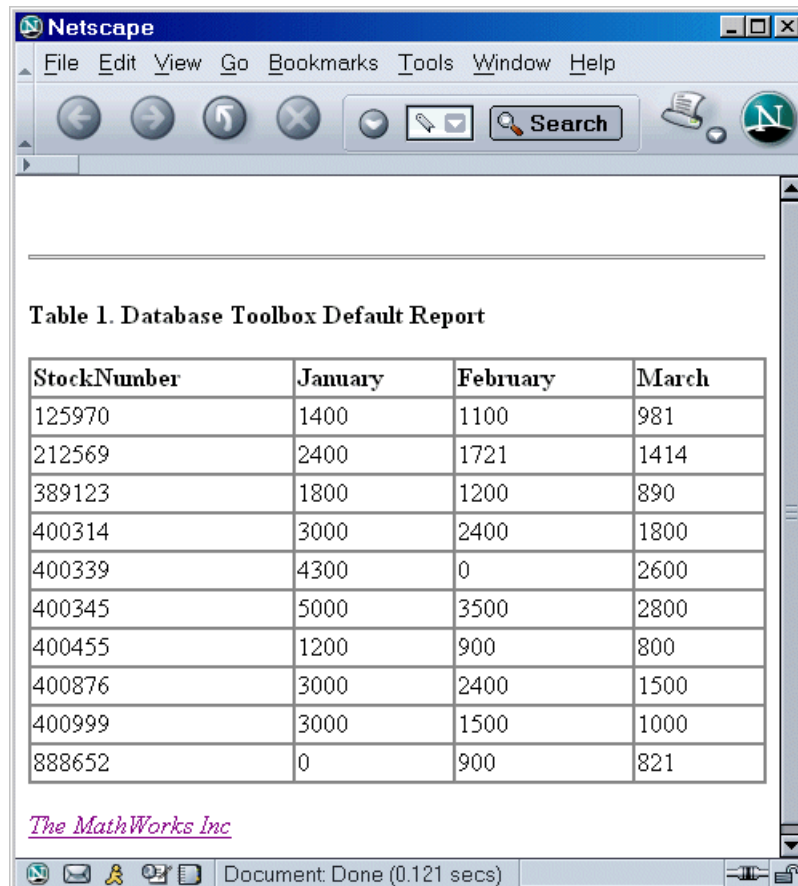 Netscape
File Edit View Go Bookmarks Tools Window Help
Search
N
Table 1. Database Toolbox Default Report
StockNumber January February March
125970 1400 1100 981
212569 2400 1721 1414
389123 1800 1200 890
400314 3000 2400 1800
400339 4300 0 2600
400345 5000 3500 2800
400455 1200 900 800
400876 3000 2400 1500
400999 3000 1500 1000
888652 0 900 821
The MathWorks Inc
Document: Done (0.121 secs)